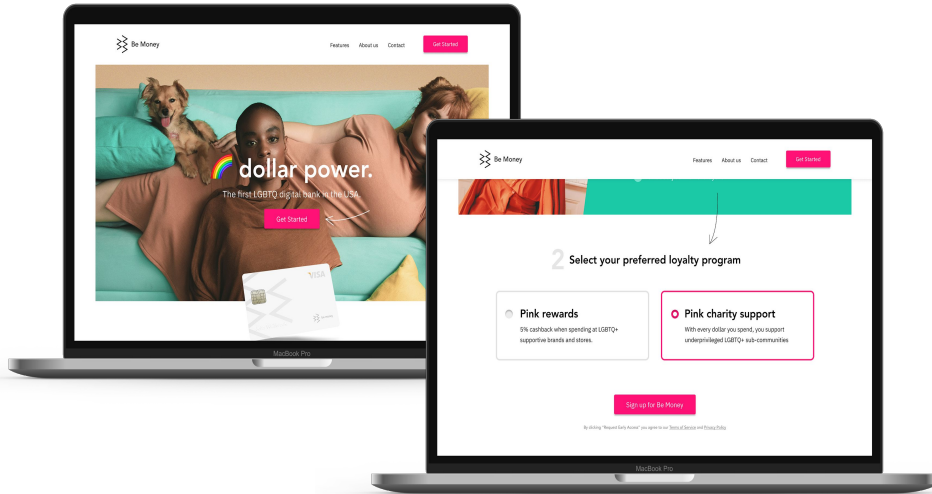 Be Money
Features About us Contact Get Started
dollar power.
The first LGBTQ digital bank in the USA.
Get Started
VISA
Be Money
MacBook Pro
Be Money
Features About us Contact Get Started
2 Select your preferred loyalty program
Pink rewards
5% cashback when spending at LGBTQ+
supportive brands and stores.
Pink charity support
With every dollar you spend, you support
underprivileged LGBTQ+ sub-communities
Sign up for Be Money
By clicking "Request Early Access" you agree to our Terms of Service and Privacy Policy
MacBook Pro